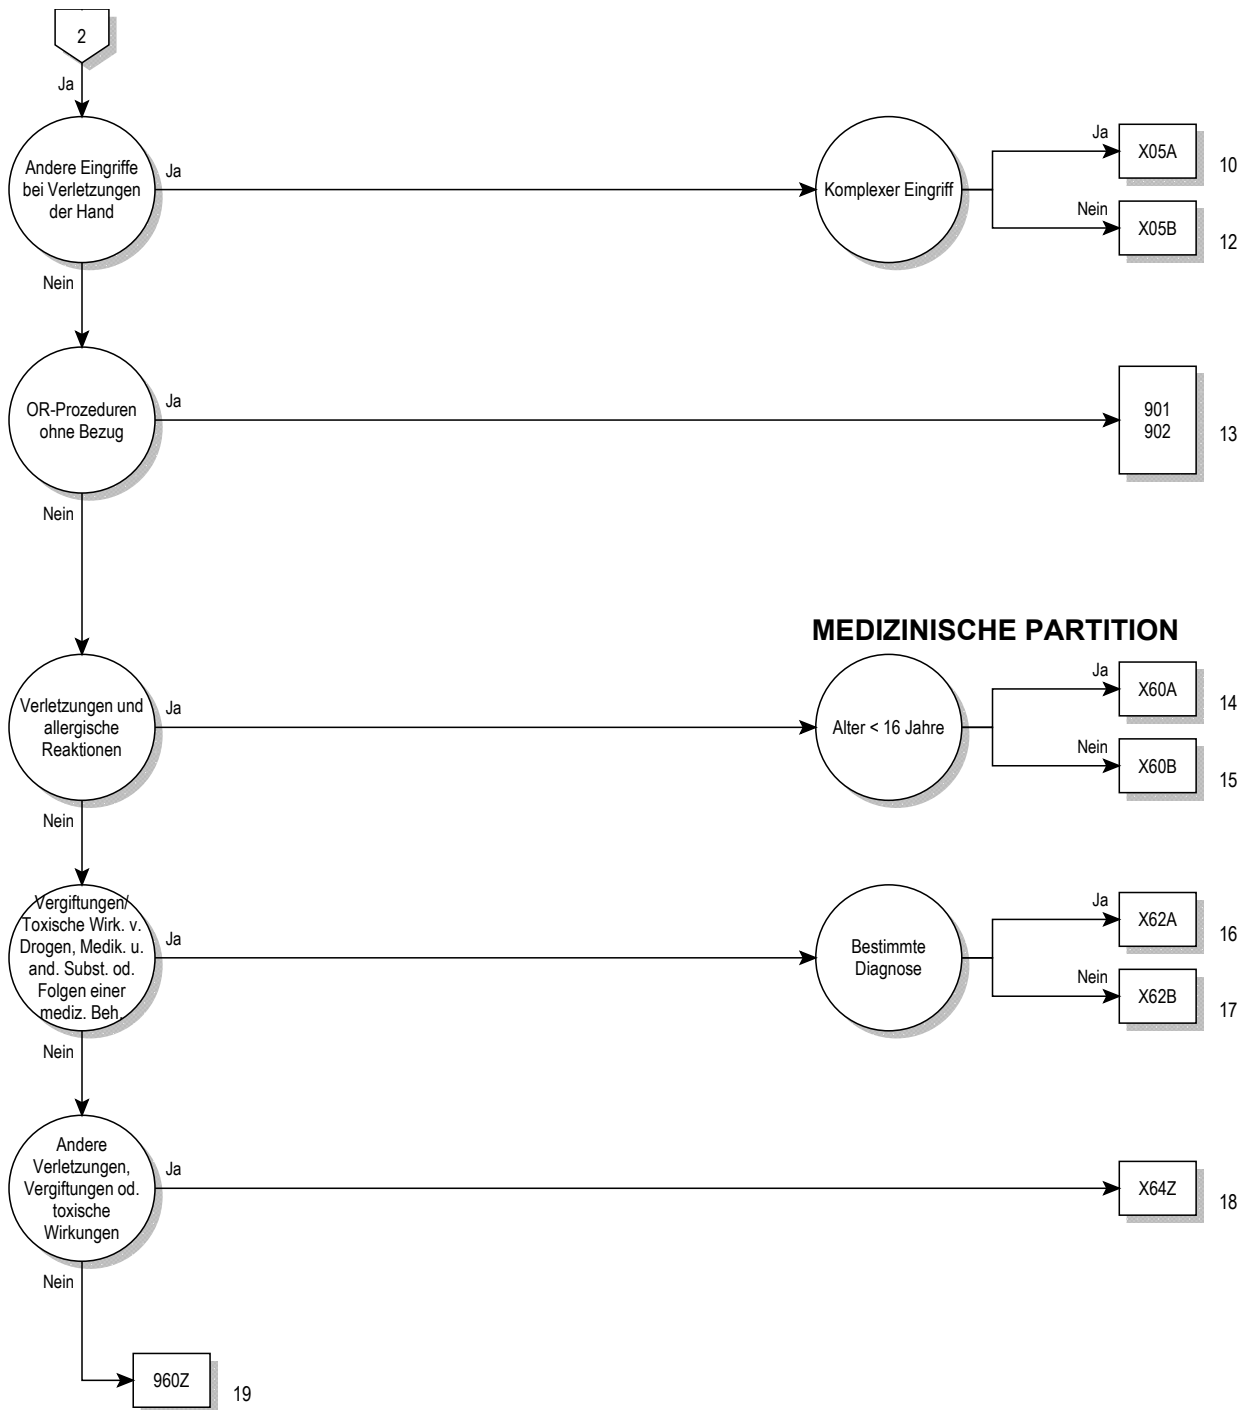 2
Ja
Andere Eingriffe
bei Verletzungen
der Hand
Ja
Komplexer Eingriff
Ja
X05A
10
Nein
X05B
12
Nein
OR-Prozeduren
ohne Bezug
Ja
901
902
13
Nein
MEDIZINISCHE PARTITION
Verletzungen und
allergische
Reaktionen
Ja
Alter < 16 Jahre
Ja
X60A
14
Nein
X60B
15
Nein
Vergiftungen/
Toxische Wirk. v.
Drogen, Medik. u.
and. Subst. od.
Folgen einer
mediz. Beh.
Ja
Bestimmte
Diagnose
Ja
X62A
16
Nein
X62B
17
Nein
Andere
Verletzungen,
Vergiftungen od.
toxische
Wirkungen
Ja
X64Z
18
Nein
960Z
19